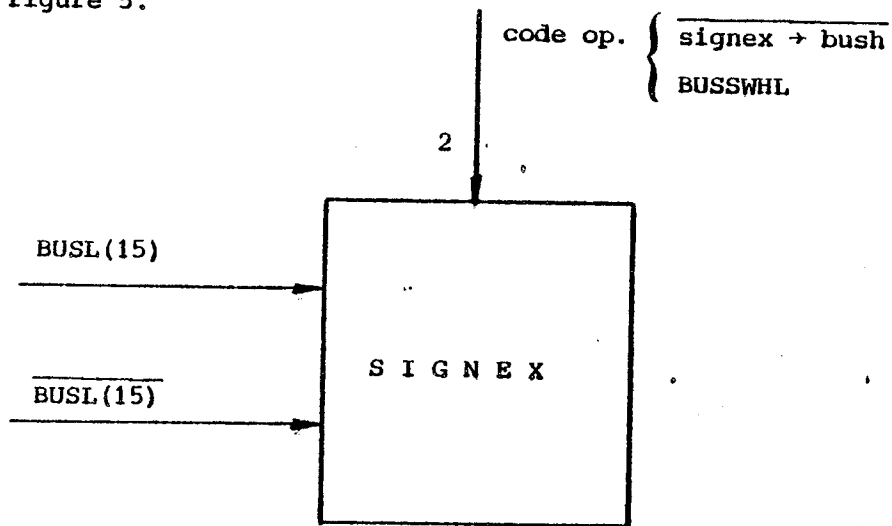 figure 5.
code op. { signex → bush
BUSSWHL
2
BUSL(15)
S I G N E X
BUSL(15)